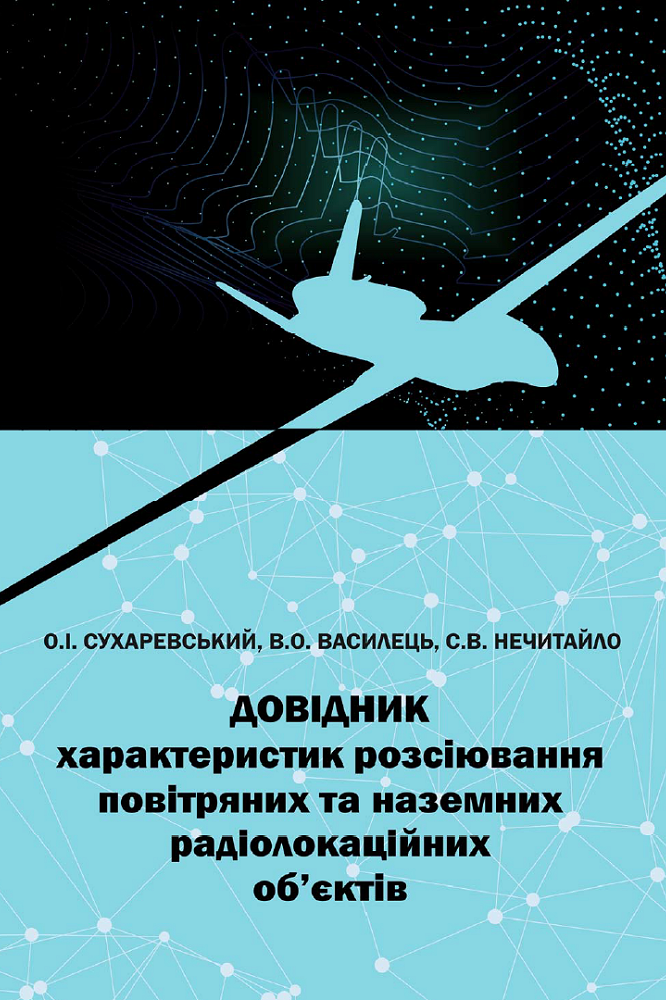 О.І. СУХАРЕВСЬКИЙ, В.О. ВАСИЛЕЦЬ, С.В. НЕЧИТАЙЛО
ДОВІДНИК
характеристик розсіювання
повітряних та наземних
радіолокаційних
об’єктів